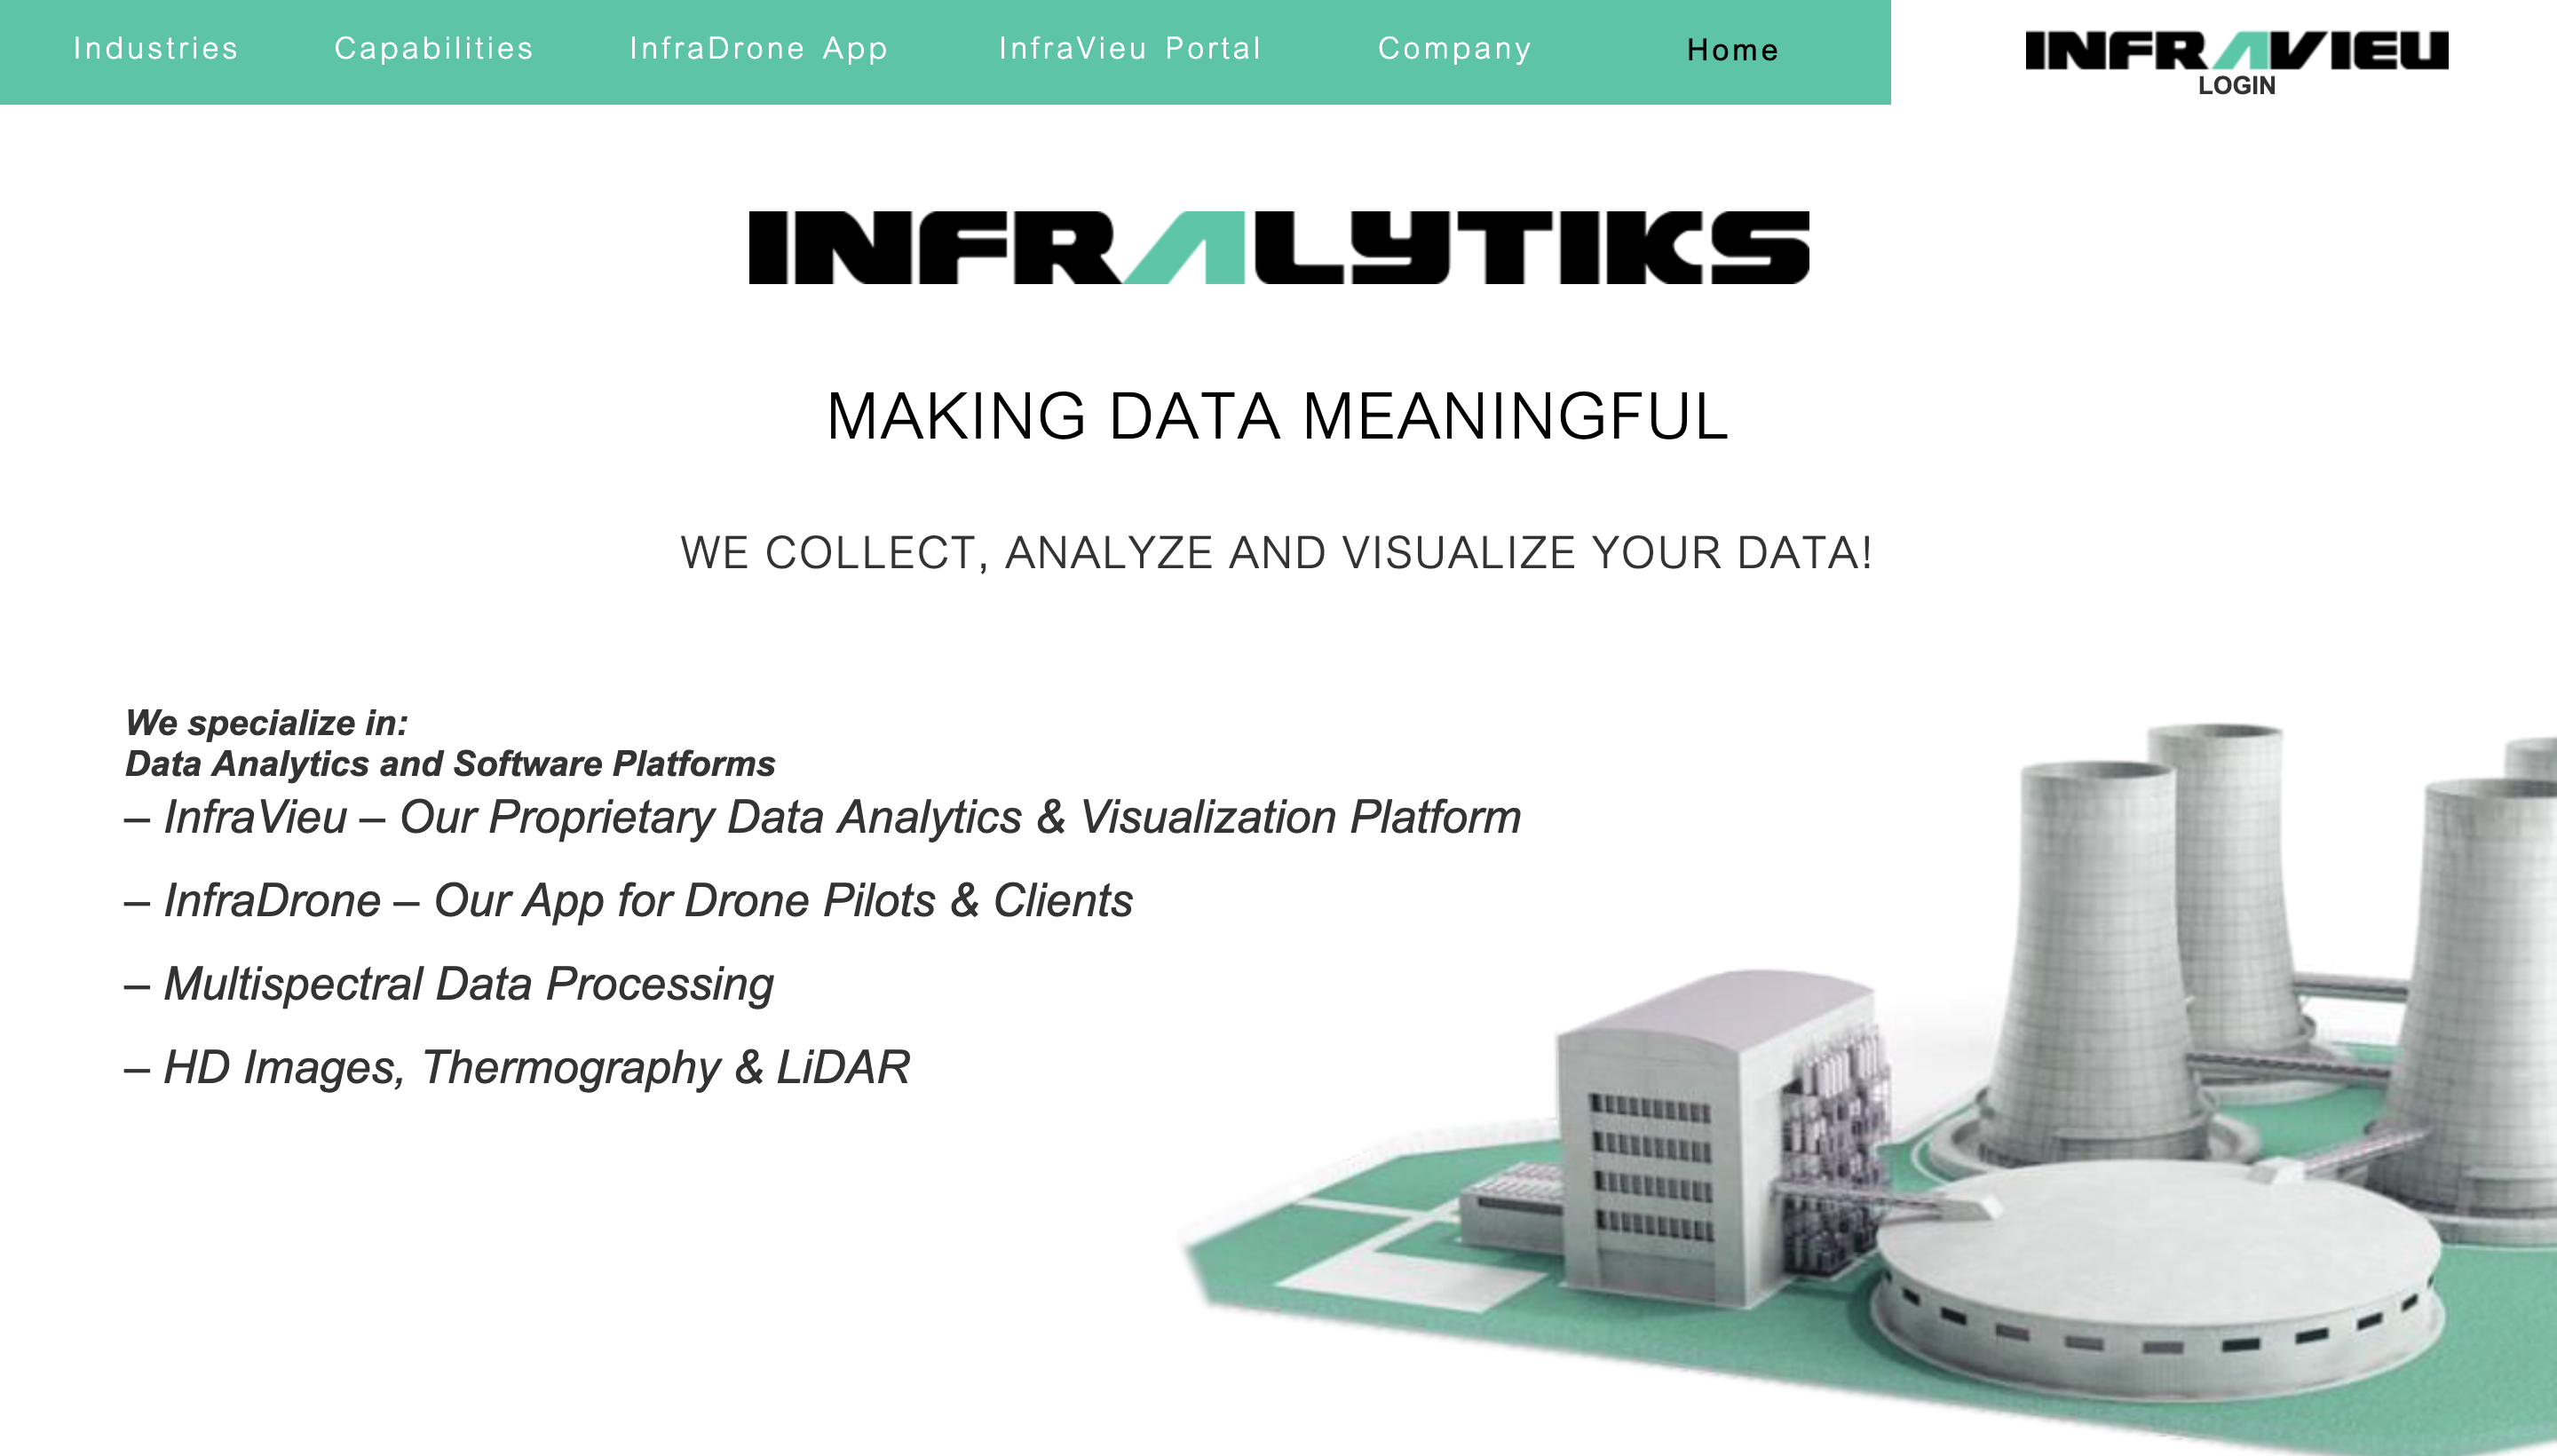 Industries Capabilities InfraDrone App InfraVieu Portal Company Home
INFRAVIEU
LOGIN
INFRALYTIKS
MAKING DATA MEANINGFUL
WE COLLECT, ANALYZE AND VISUALIZE YOUR DATA!
We specialize in:
Data Analytics and Software Platforms
– InfraVieu – Our Proprietary Data Analytics & Visualization Platform
– InfraDrone – Our App for Drone Pilots & Clients
– Multispectral Data Processing
– HD Images, Thermography & LiDAR